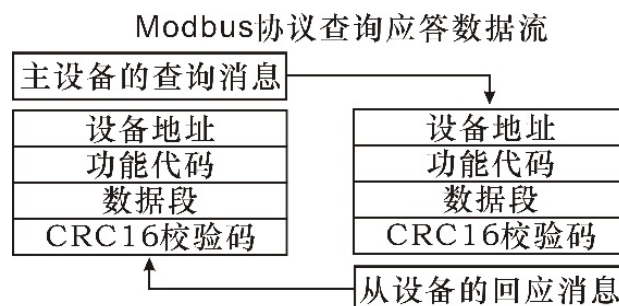 Modbus协议查询应答数据流
主设备的查询消息
设备地址
功能代码
数据段
CRC16校验码
设备地址
功能代码
数据段
CRC16校验码
从设备的回应消息